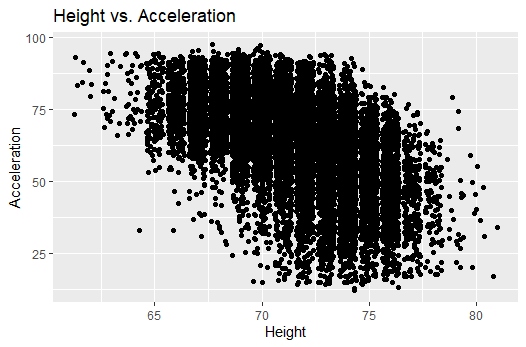 Height vs. Acceleration
100
75
50
25
Acceleration
65 70 75 80
Height